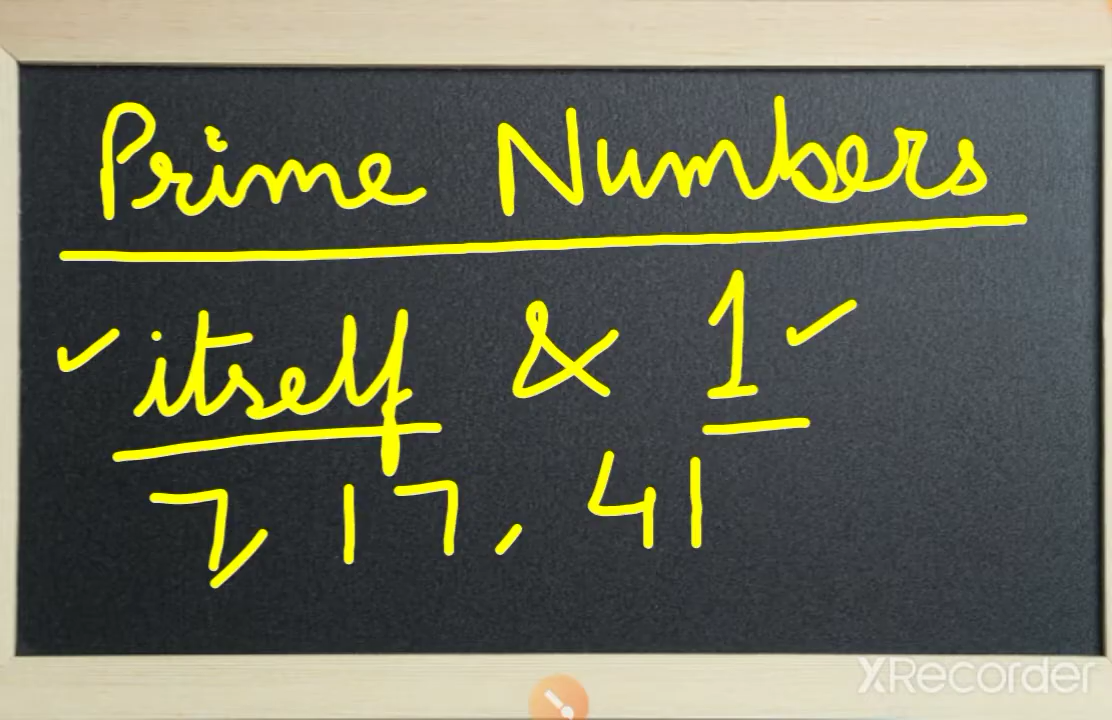 Prime Numbers
✓ itself & 1 ✓
7, 17, 41
XRecorder